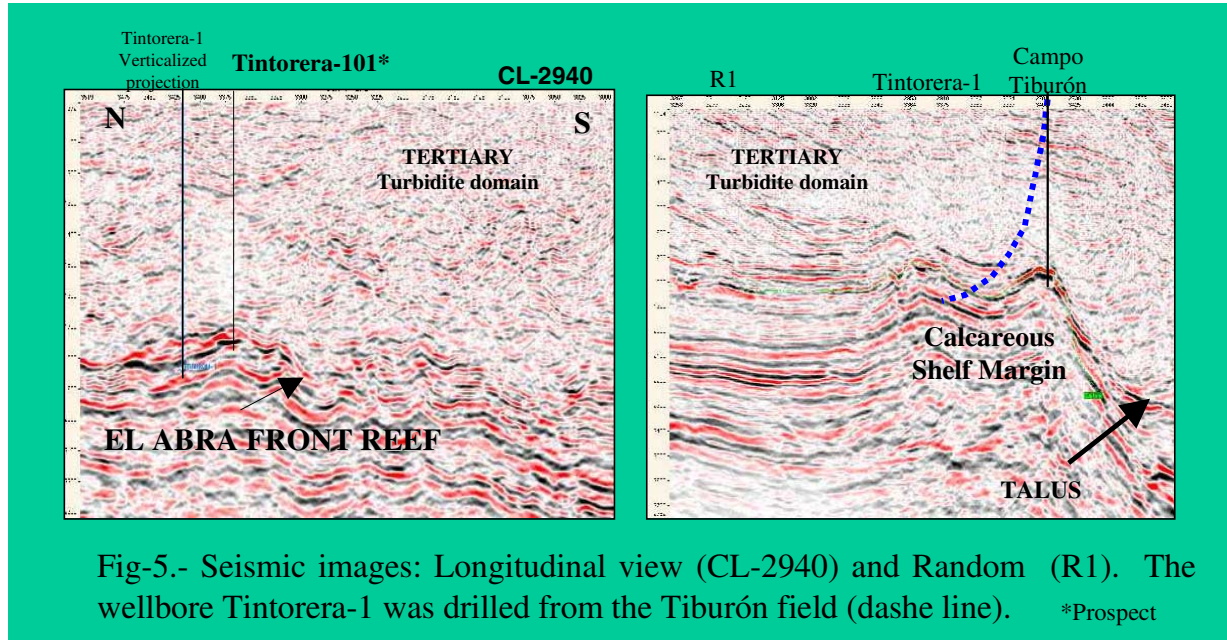 Tintorera-1
Verticalized
projection
Tintorera-101*
CL-2940
N
S
TERTIARY
Turbidite domain
EL ABRA FRONT REEF
R1
Tintorera-1
Campo
Tiburón
TERTIARY
Turbidite domain
Calcareous
Shelf Margin
TALUS
Fig-5.- Seismic images: Longitudinal view (CL-2940) and Random (R1). The
wellbore Tintorera-1 was drilled from the Tiburón field (dashe line). *Prospect